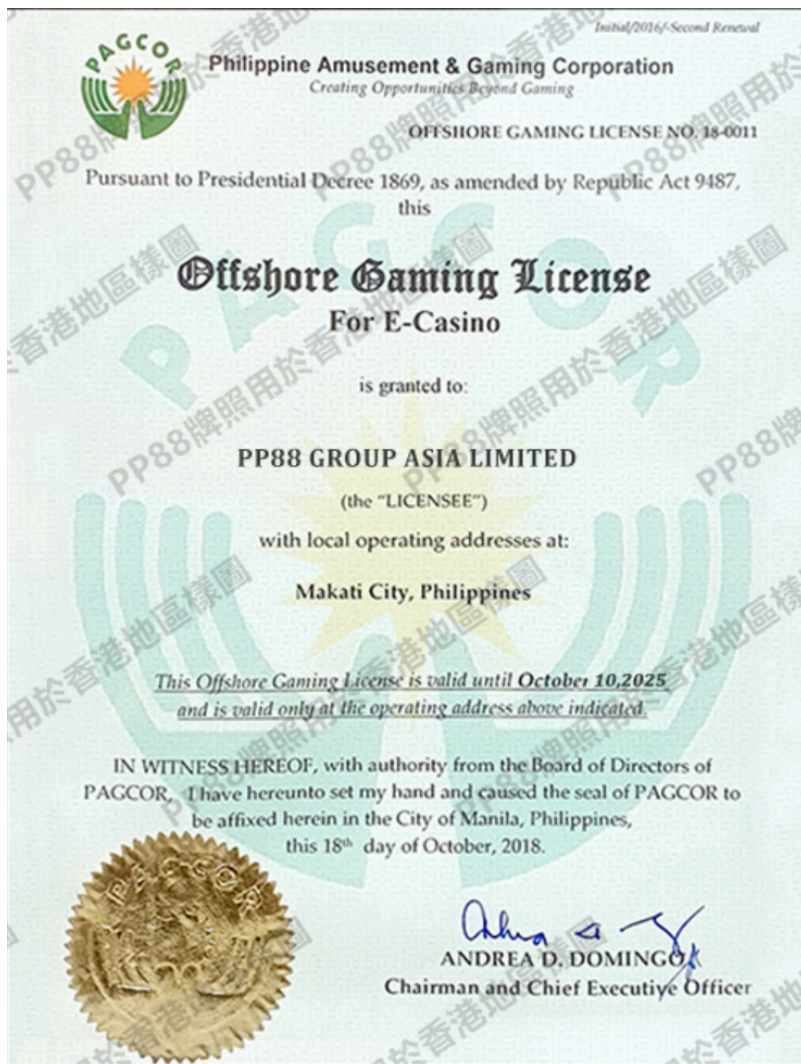 Initial/2016/-Second Renewal
PAGCOR
Philippine Amusement & Gaming Corporation
Creating Opportunities Beyond Gaming
OFFSHORE GAMING LICENSE NO. 18-0011
Pursuant to Presidential Decree 1869, as amended by Republic Act 9487,
this
Offshore Gaming License
For E-Casino
PAGCOR
is granted to:
PP88 GROUP ASIA LIMITED
(the “LICENSEE”)
with local operating addresses at:
Makati City, Philippines
This Offshore Gaming License is valid until October 10,2025
and is valid only at the operating address above indicated.
IN WITNESS HEREOF, with authority from the Board of Directors of
PAGCOR, I have hereunto set my hand and caused the seal of PAGCOR to
be affixed herein in the City of Manila, Philippines,
this 18th day of October, 2018.
PAGCOR
ANDREA D. DOMINGO
Chairman and Chief Executive Officer
PP88牌照用於香港地區樣圖